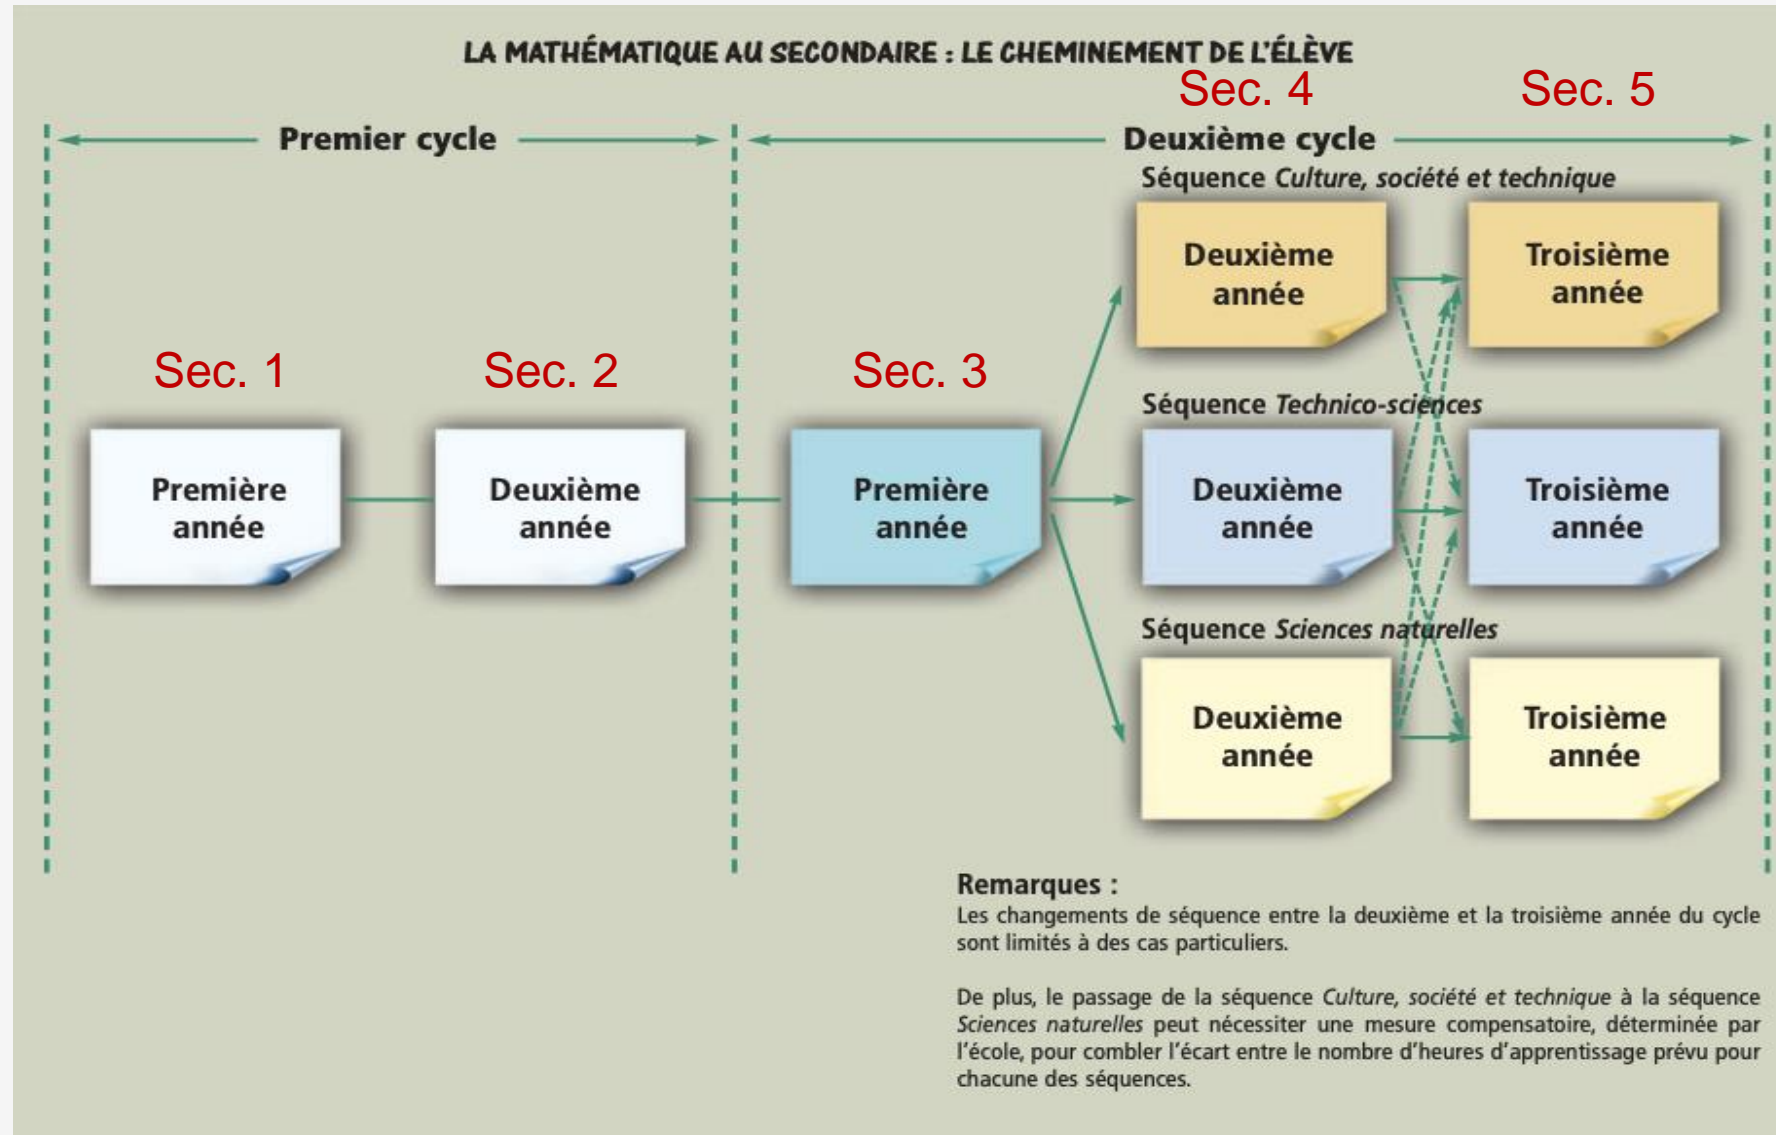 LA MATHÉMATIQUE AU SECONDAIRE : LE CHEMINEMENT DE L'ÉLÈVE
Sec. 4
Sec. 5
Premier cycle
Deuxième cycle
Séquence Culture, société et technique
Deuxième
année
Troisième
année
Sec. 1
Sec. 2
Sec. 3
Séquence Technico-sciences
Première
année
Deuxième
année
Première
année
Deuxième
année
Troisième
année
Séquence Sciences naturelles
Deuxième
année
Troisième
année
Remarques :
Les changements de séquence entre la deuxième et la troisième année du cycle
sont limités à des cas particuliers.
De plus, le passage de la séquence Culture, société et technique à la séquence
Sciences naturelles peut nécessiter une mesure compensatoire, déterminée par
l'école, pour combler l'écart entre le nombre d'heures d'apprentissage prévu pour
chacune des séquences.